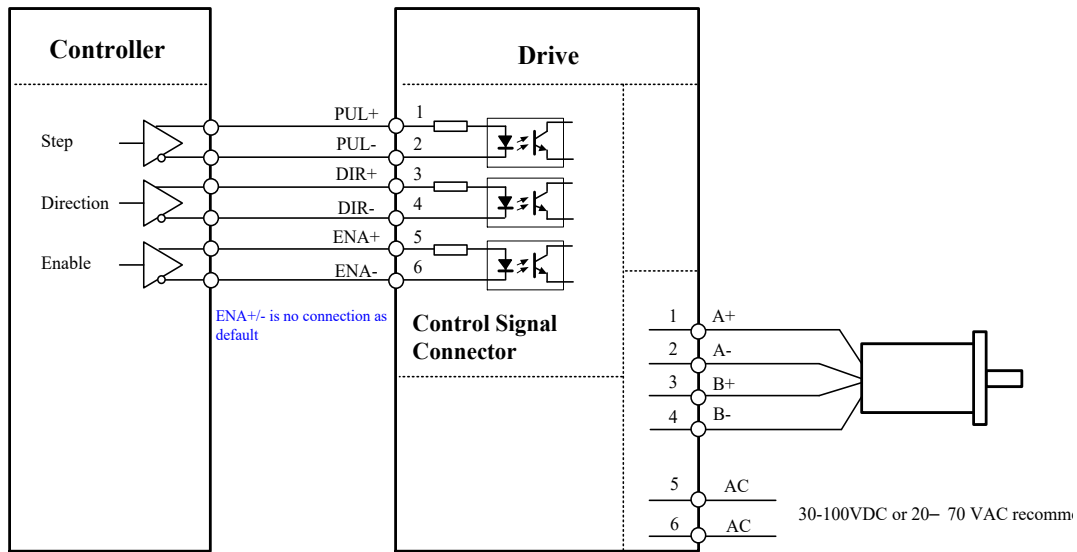 Controller
Drive
Step
Direction
Enable
PUL+
PUL-
DIR+
DIR-
ENA+
ENA-
1
2
3
4
5
6
ENA+/- is no connection as
default
Control Signal
Connector
1 A+
2 A-
3 B+
4 B-
5 AC
6 AC
30-100VDC or 20– 70 VAC